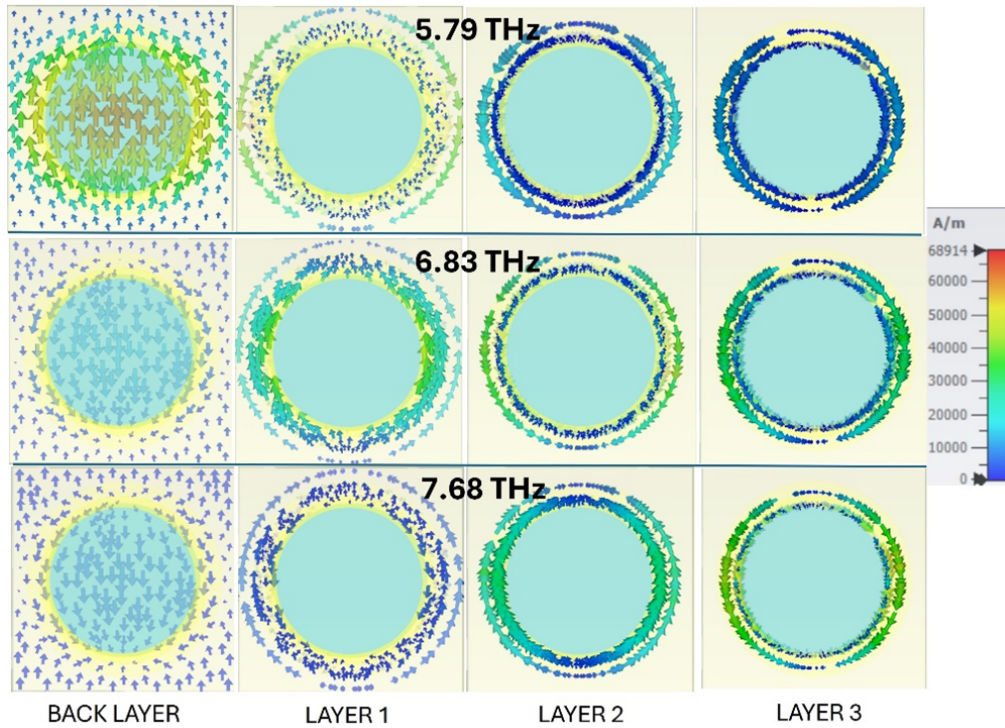 5.79 THz
6.83 THz
7.68 THz
A/m
68914
60000
50000
40000
30000
20000
10000
0
BACK LAYER
LAYER 1
LAYER 2
LAYER 3